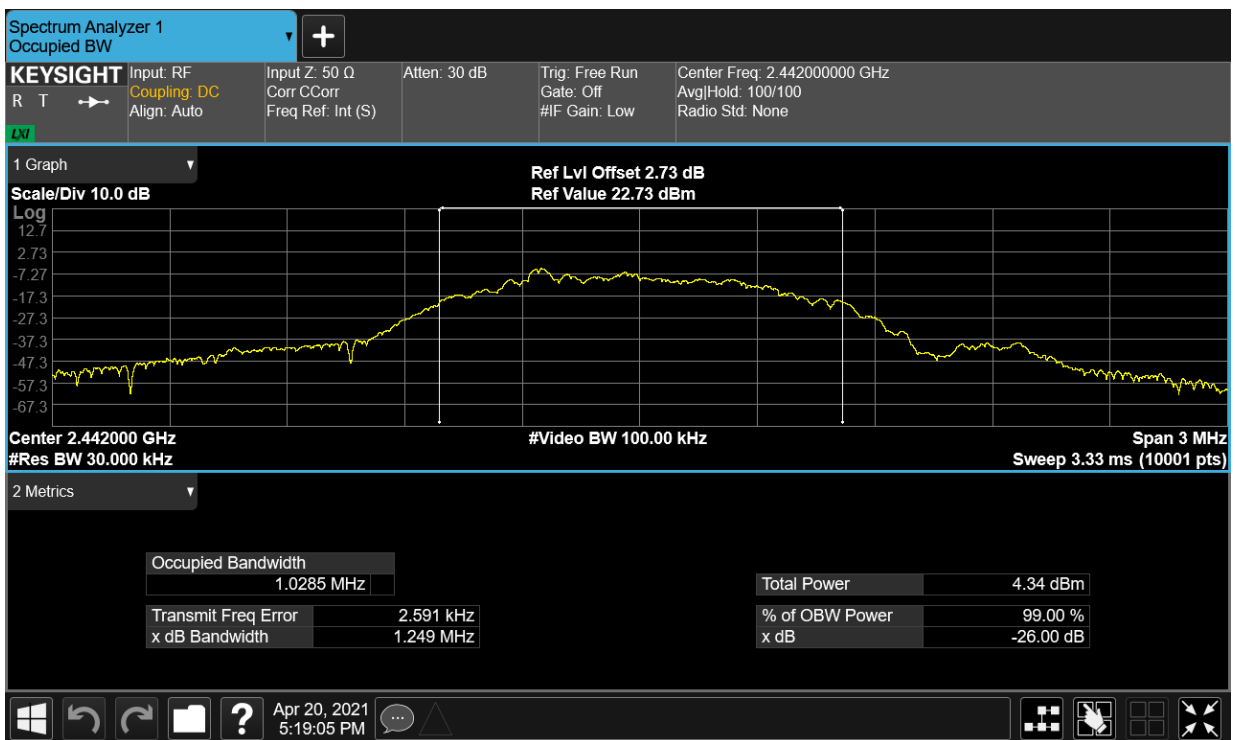 Spectrum Analyzer 1
Occupied BW
+
KEYSIGHT
R T
LXI
Input: RF
Coupling: DC
Align: Auto
Input Z: 50 Ω
Corr CCorr
Freq Ref: Int (S)
Atten: 30 dB
Trig: Free Run
Gate: Off
#IF Gain: Low
Center Freq: 2.442000000 GHz
Avg|Hold: 100/100
Radio Std: None
1 Graph
Scale/Div 10.0 dB
Ref Lvl Offset 2.73 dB
Ref Value 22.73 dBm
Log
12.7
2.73
-7.27
-17.3
-27.3
-37.3
-47.3
-57.3
-67.3
Center 2.442000 GHz
#Res BW 30.000 kHz
#Video BW 100.00 kHz
Span 3 MHz
Sweep 3.33 ms (10001 pts)
2 Metrics
Occupied Bandwidth
1.0285 MHz
Transmit Freq Error 2.591 kHz
x dB Bandwidth 1.249 MHz
Total Power 4.34 dBm
% of OBW Power 99.00 %
x dB -26.00 dB
?
Apr 20, 2021
5:19:05 PM